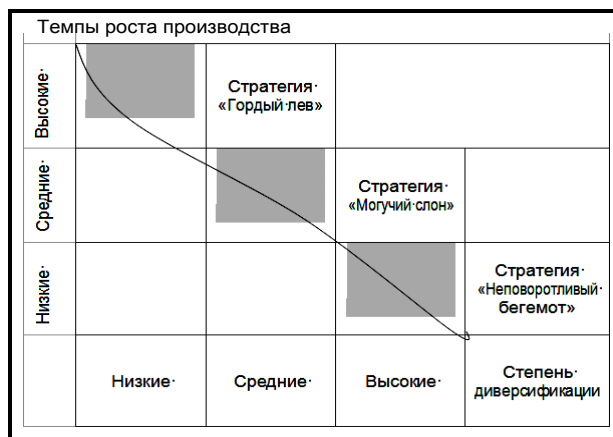 Темпы роста производства
Высокие·
Стратегия·
«Гордый·лев»
Средние·
Стратегия·
«Могучий·слон»
Низкие·
Стратегия·
«Неповоротливый·
бегемот»
Низкие·
Средние·
Высокие·
Степень·
диверсификации